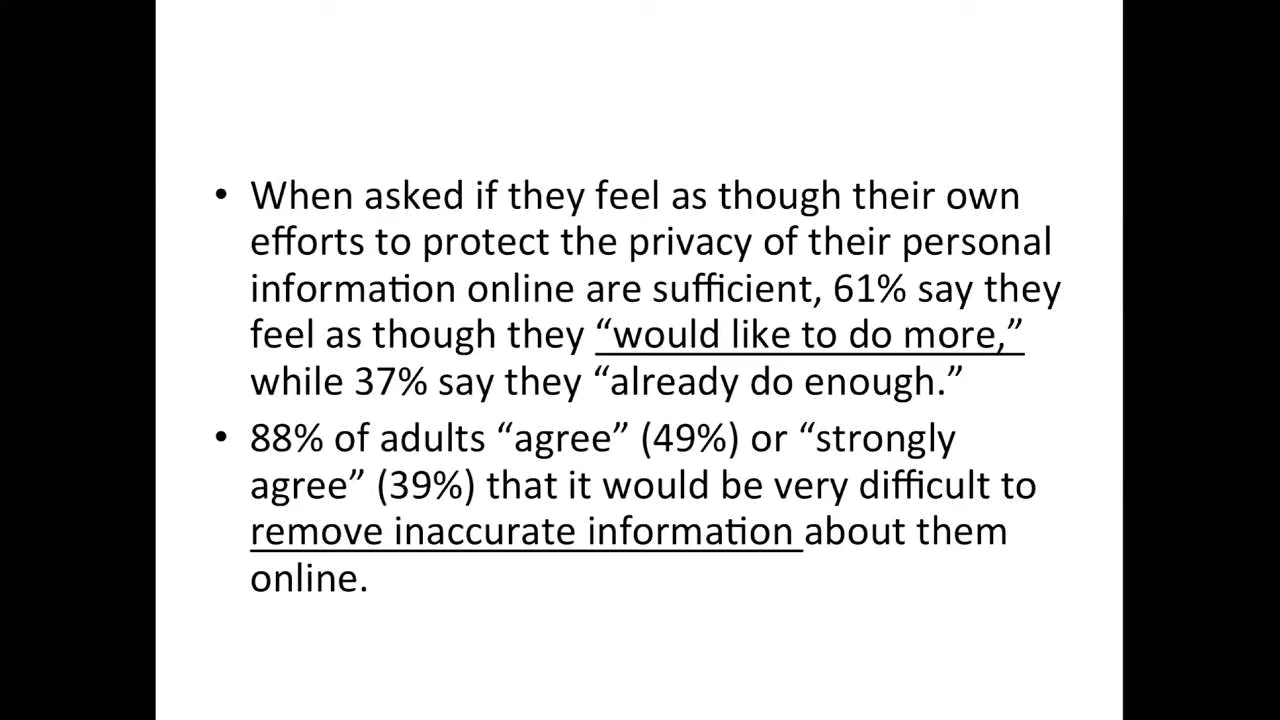 • When asked if they feel as though their own
efforts to protect the privacy of their personal
information online are sufficient, 61% say they
feel as though they “would like to do more,”
while 37% say they “already do enough.”
• 88% of adults “agree” (49%) or “strongly
agree” (39%) that it would be very difficult to
remove inaccurate information about them
online.